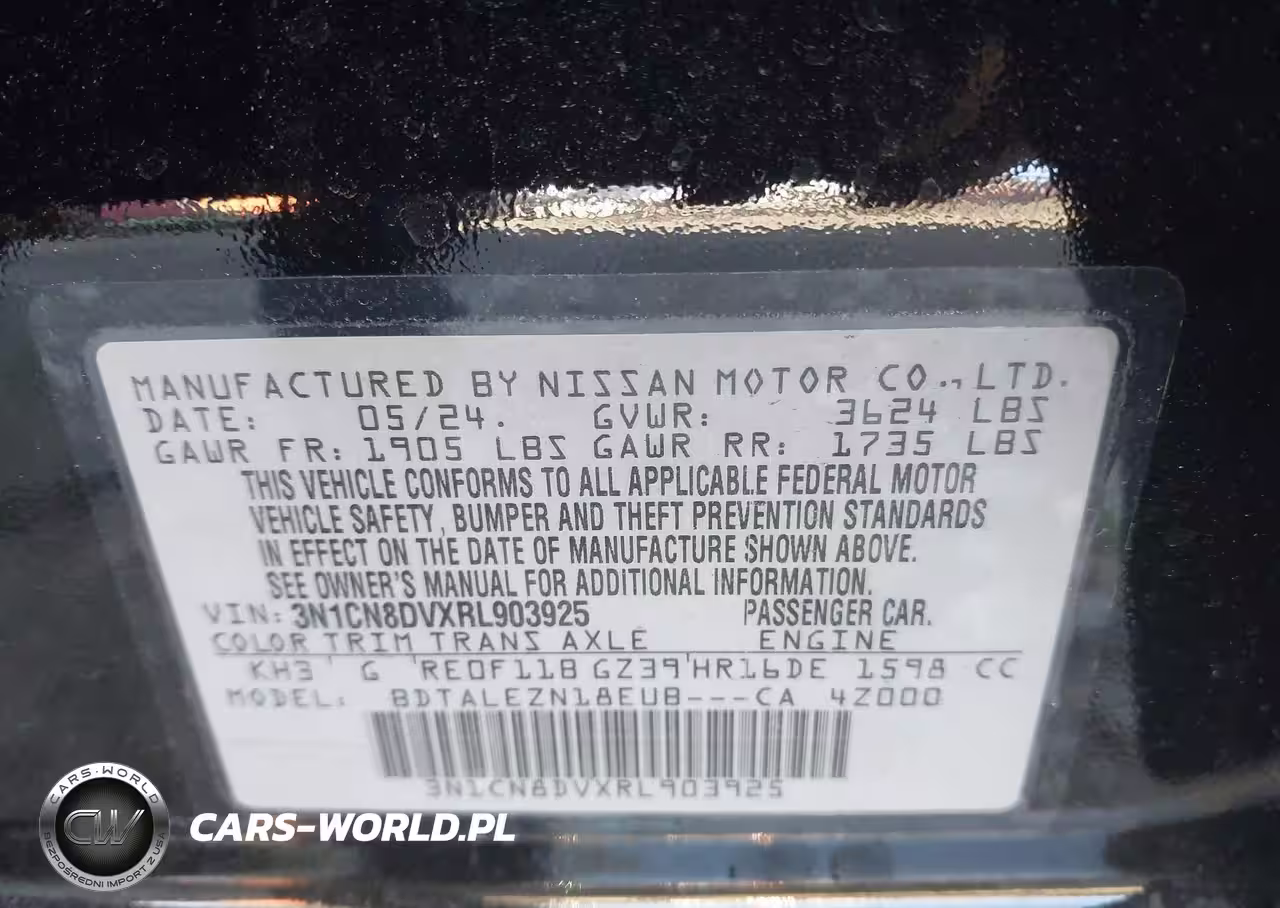 MANUFACTURED BY NISSAN MOTOR CO., LTD.
DATE: 05/24. GVWR: 3624 LBS
GAWR FR: 1905 LBS GAWR RR: 1735 LBS
THIS VEHICLE CONFORMS TO ALL APPLICABLE FEDERAL MOTOR
VEHICLE SAFETY, BUMPER AND THEFT PREVENTION STANDARDS
IN EFFECT ON THE DATE OF MANUFACTURE SHOWN ABOVE.
SEE OWNER'S MANUAL FOR ADDITIONAL INFORMATION.
VIN: 3N1CN8DVXRL903925 PASSENGER CAR.
COLOR TRIM TRANS AXLE ENGINE
KH3 G RE0F11B GZ39 HR16DE 1598 CC
MODEL: BDTALEZN18EUB---CA 4Z000
3N1CN8DVXRL903925
CARS-WORLD
CW
BEZPOŚREDNI IMPORT Z USA
CARS-WORLD.PL